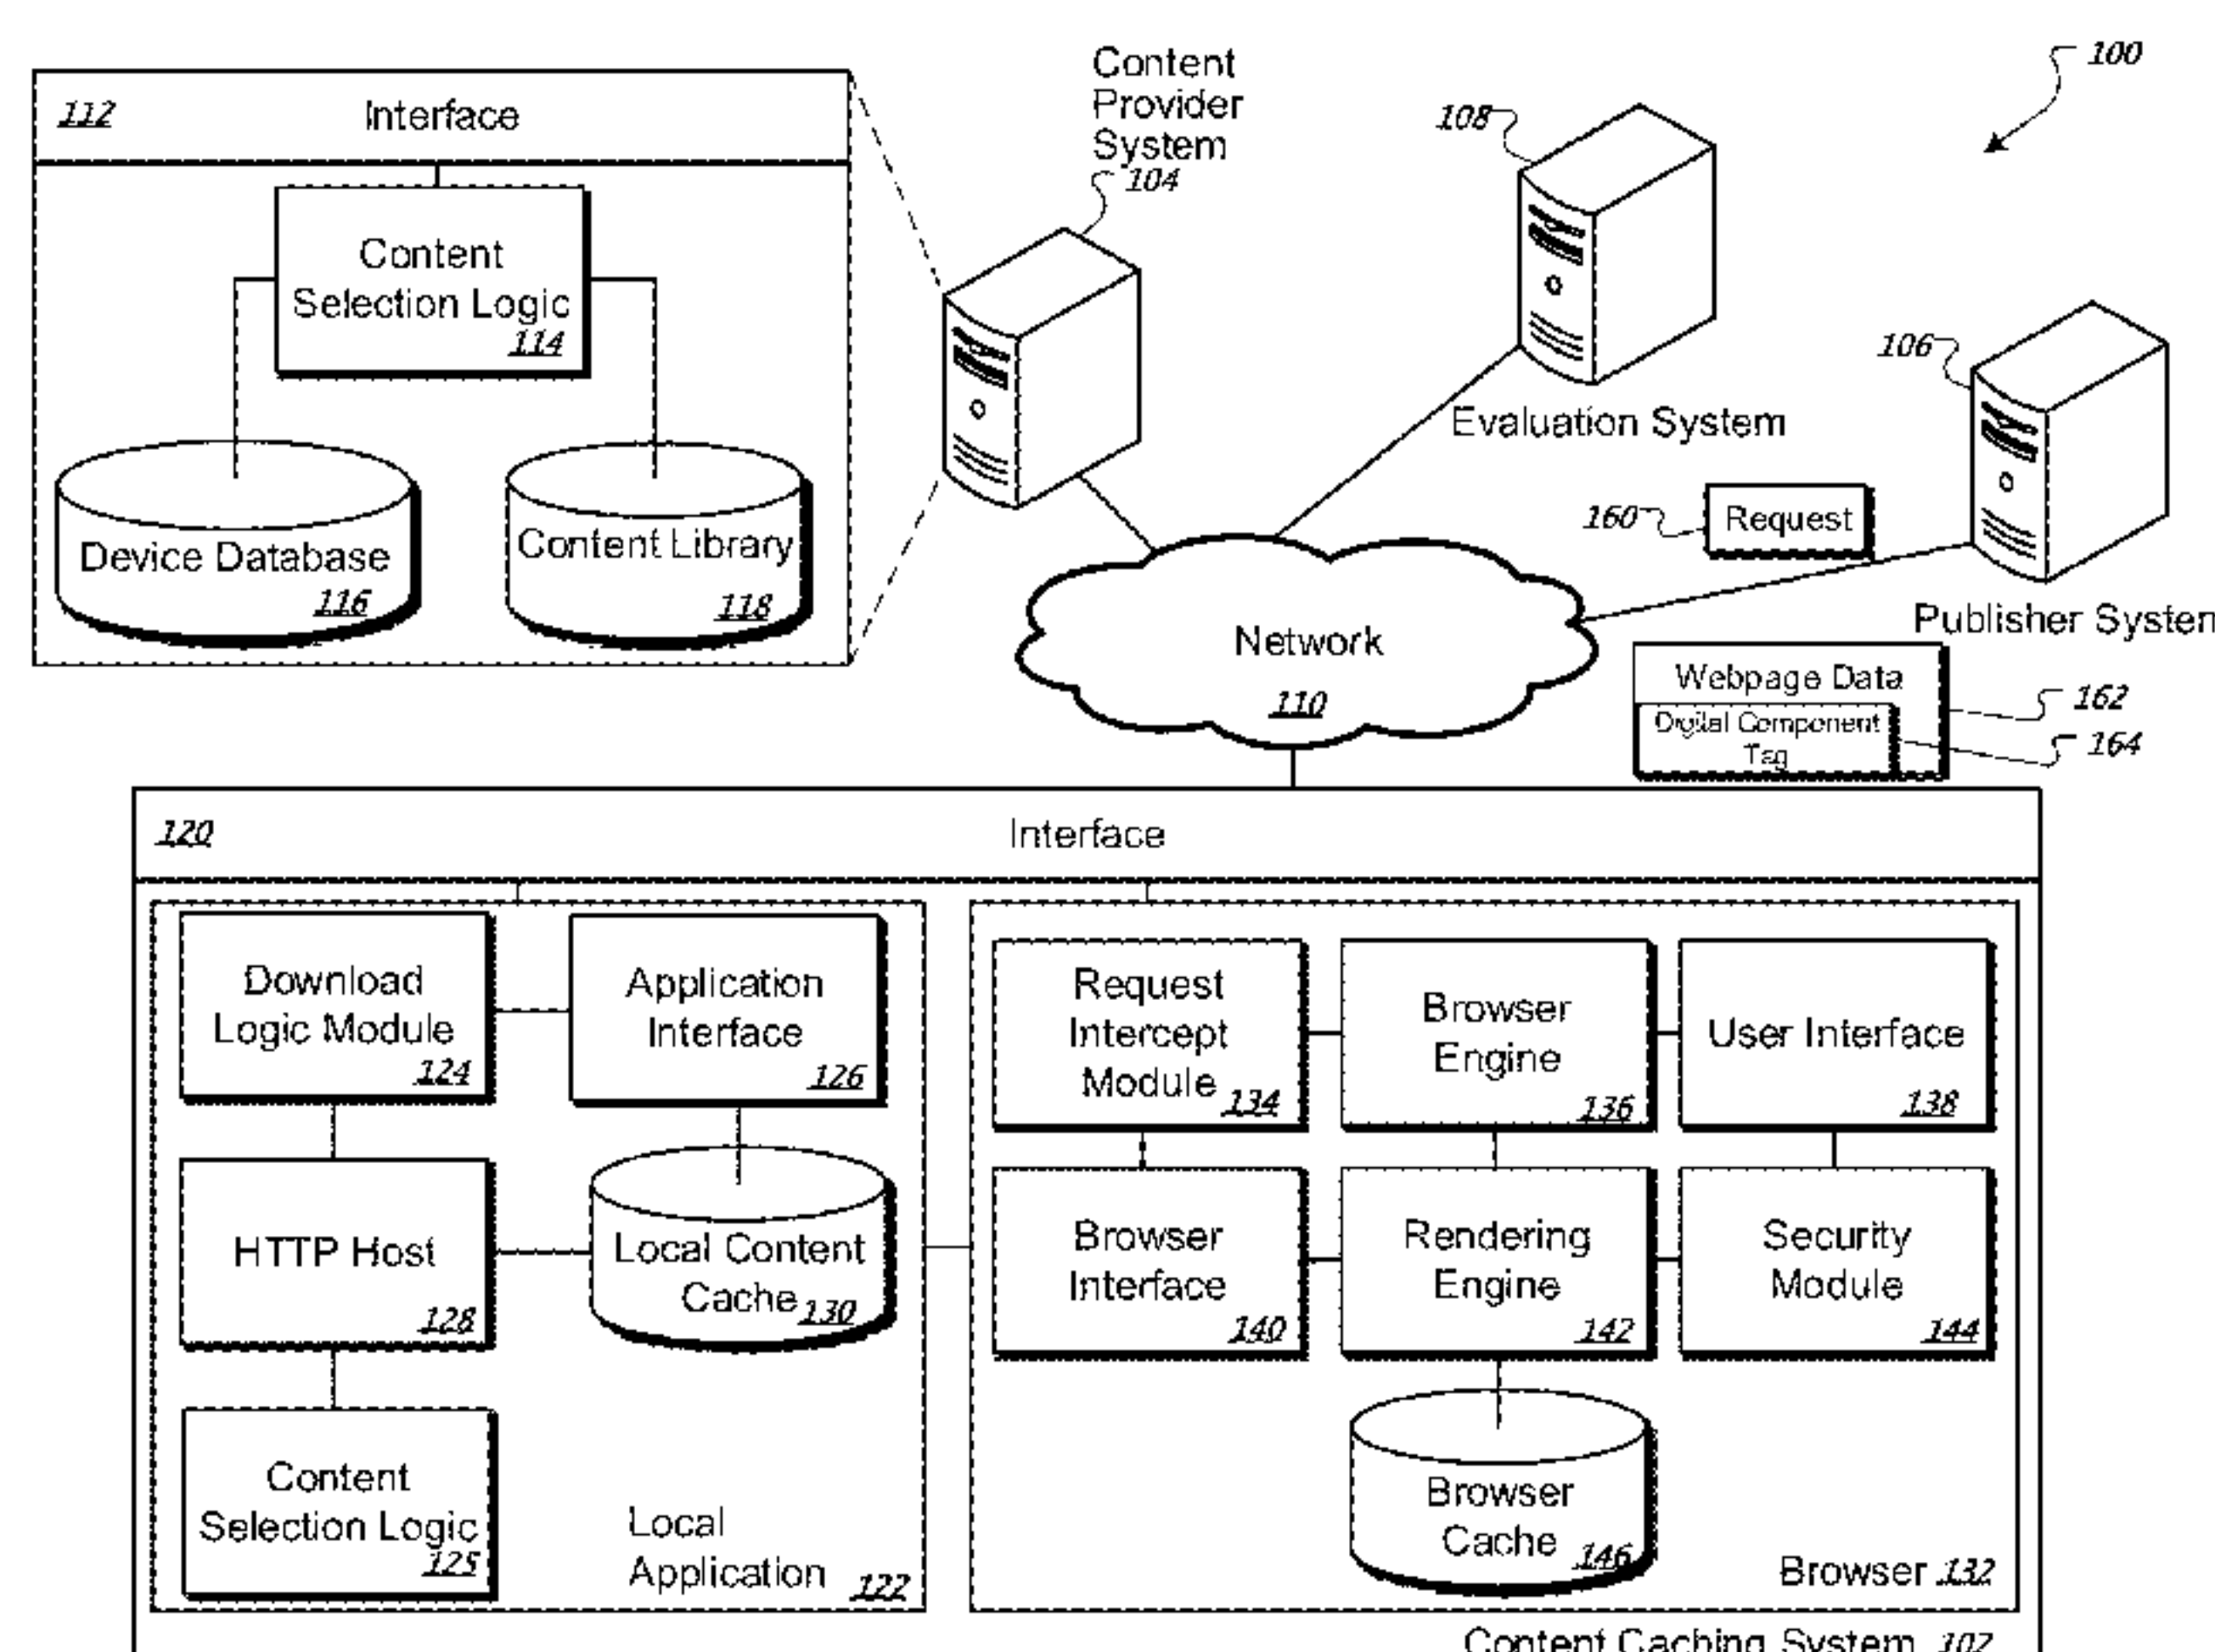 100
Content
Provider
System
104
108
112
Interface
Content
Selection Logic
114
106
Evaluation System
160
Request
Device Database
116
Content Library
118
Publisher System
Network
110
Webpage Data
162
Digital Component
Tag
164
120
Interface
Download
Logic Module
124
Application
Interface
126
Request
Intercept
Module
134
Browser
Engine
136
User Interface
138
HTTP Host
128
Local Content
Cache
130
Browser
Interface
140
Rendering
Engine
142
Security
Module
144
Content
Selection Logic
125
Local
Application
122
Browser
Cache
146
Browser 132
Content Caching System 102